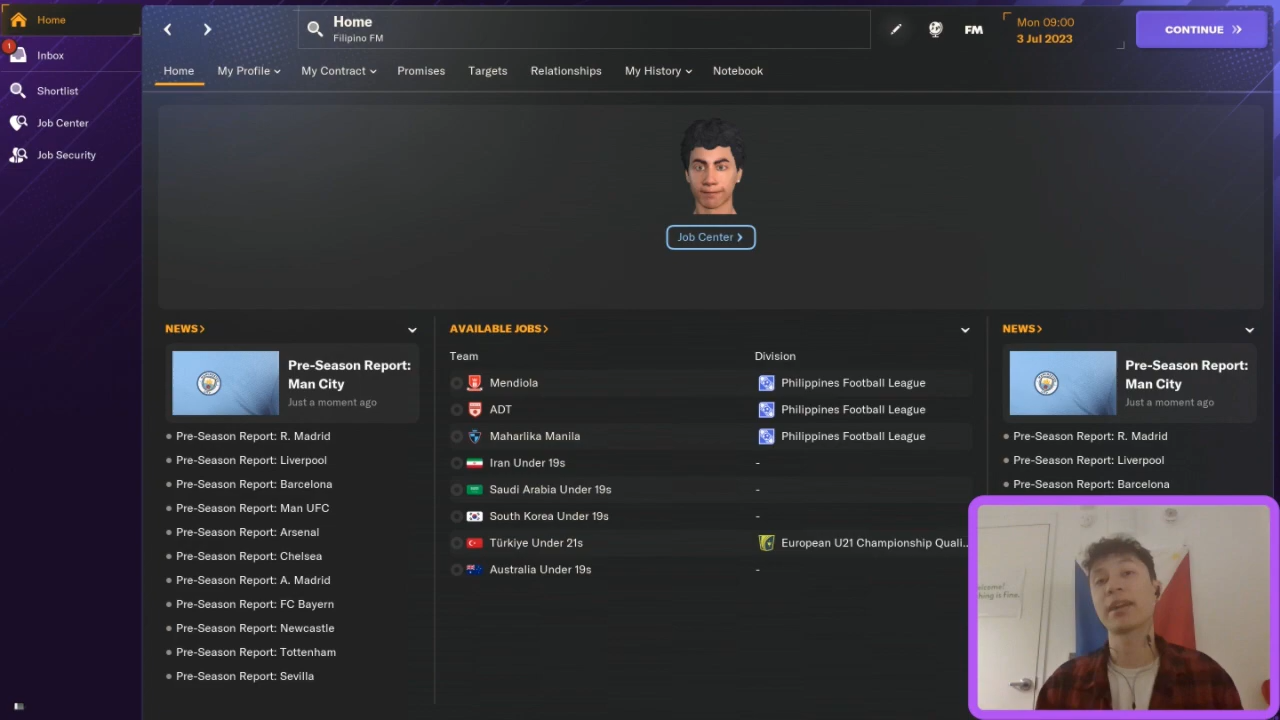 Home
1
Inbox
Shortlist
Job Center
Job Security
Home
Filipino FM
FM
Mon 09:00
3 Jul 2023
CONTINUE
Home
My Profile
My Contract
Promises
Targets
Relationships
My History
Notebook
Job Center
NEWS
Pre-Season Report:
Man City
Just a moment ago
Pre-Season Report: R. Madrid
Pre-Season Report: Liverpool
Pre-Season Report: Barcelona
Pre-Season Report: Man UFC
Pre-Season Report: Arsenal
Pre-Season Report: Chelsea
Pre-Season Report: A. Madrid
Pre-Season Report: FC Bayern
Pre-Season Report: Newcastle
Pre-Season Report: Tottenham
Pre-Season Report: Sevilla
AVAILABLE JOBS
Team Division
Mendiola Philippines Football League
ADT Philippines Football League
Maharlika Manila Philippines Football League
Iran Under 19s -
Saudi Arabia Under 19s -
South Korea Under 19s -
Türkiye Under 21s European U21 Championship Quali...
Australia Under 19s -
NEWS
Pre-Season Report:
Man City
Just a moment ago
Pre-Season Report: R. Madrid
Pre-Season Report: Liverpool
Pre-Season Report: Barcelona
is fine.